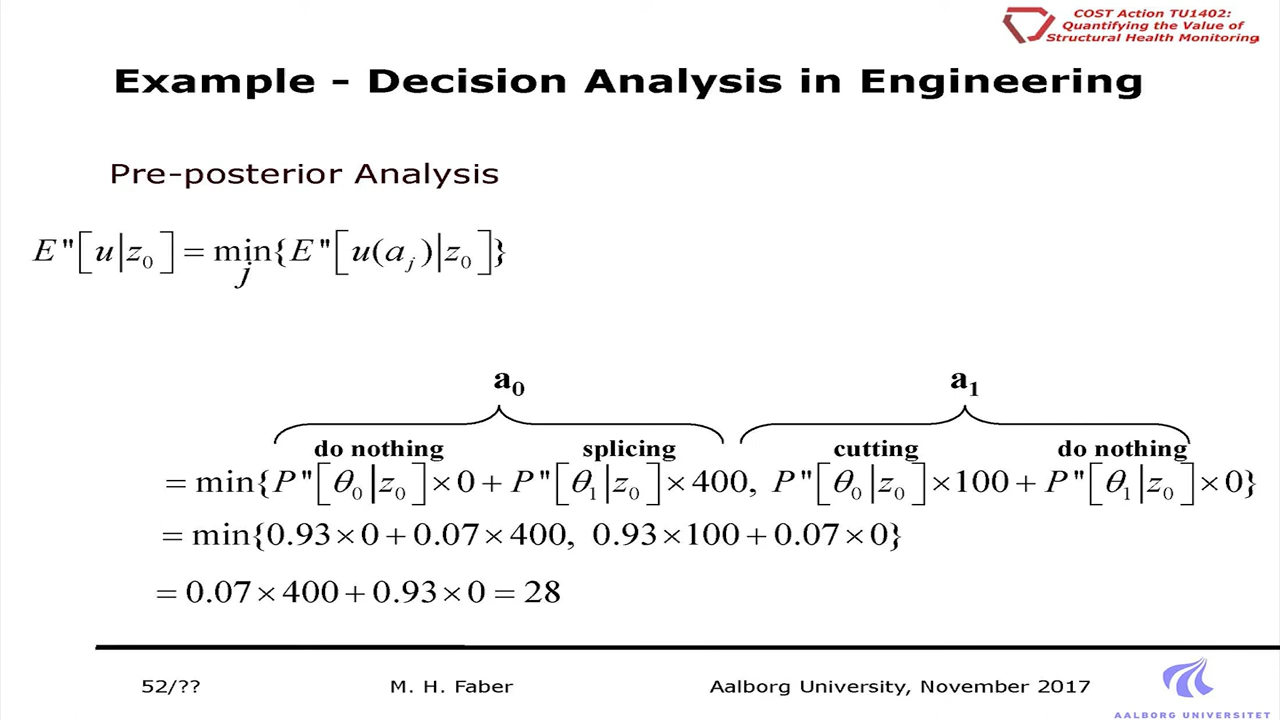 COST Action TU1402:
Quantifying the Value of
Structural Health Monitoring
Example – Decision Analysis in Engineering
Pre-posterior Analysis
E"[u|z₀] = min{E"[u(aⱼ)|z₀]}
j
a₀ a₁
do nothing splicing cutting do nothing
= min{P"[θ₀|z₀]×0 + P"[θ₁|z₀]×400, P"[θ₀|z₀]×100 + P"[θ₁|z₀]×0}
= min{0.93×0 + 0.07×400, 0.93×100 + 0.07×0}
= 0.07×400 + 0.93×0 = 28
52/?? M. H. Faber Aalborg University, November 2017
AALBORG UNIVERSITET